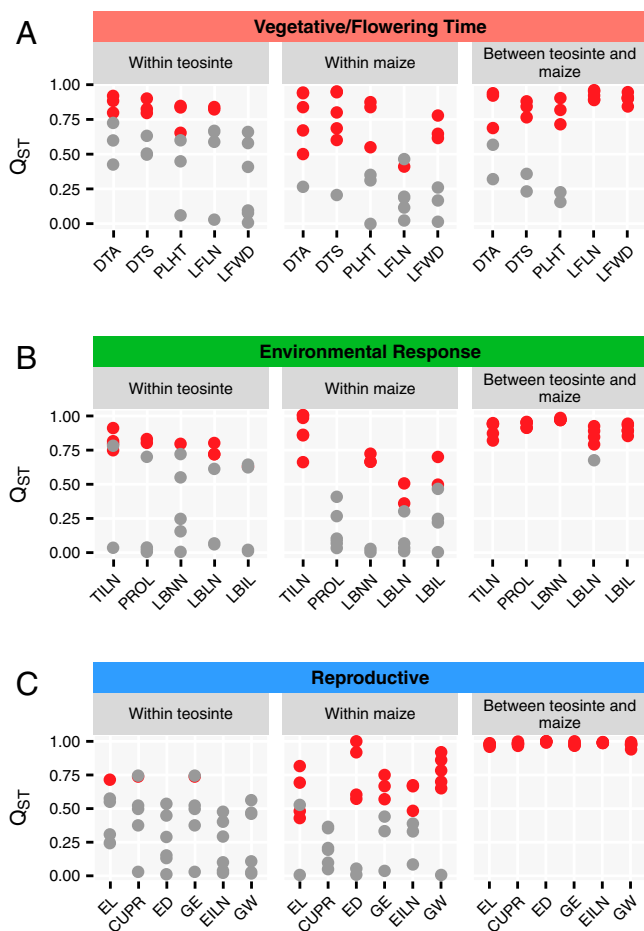 A
Vegetative/Flowering Time
Within teosinte
Within maize
Between teosinte and
maize
QST
1.00
0.75
0.50
0.25
0.00
DTA DTS PLHT LFLN LFWD
DTA DTS PLHT LFLN LFWD
DTA DTS PLHT LFLN LFWD
B
Environmental Response
Within teosinte
Within maize
Between teosinte and
maize
QST
1.00
0.75
0.50
0.25
0.00
TILN PROL LBNN LBLN LBIL
TILN PROL LBNN LBLN LBIL
TILN PROL LBNN LBLN LBIL
C
Reproductive
Within teosinte
Within maize
Between teosinte and
maize
QST
1.00
0.75
0.50
0.25
0.00
EL CUPR ED GE EILN GW
EL CUPR ED GE EILN GW
EL CUPR ED GE EILN GW